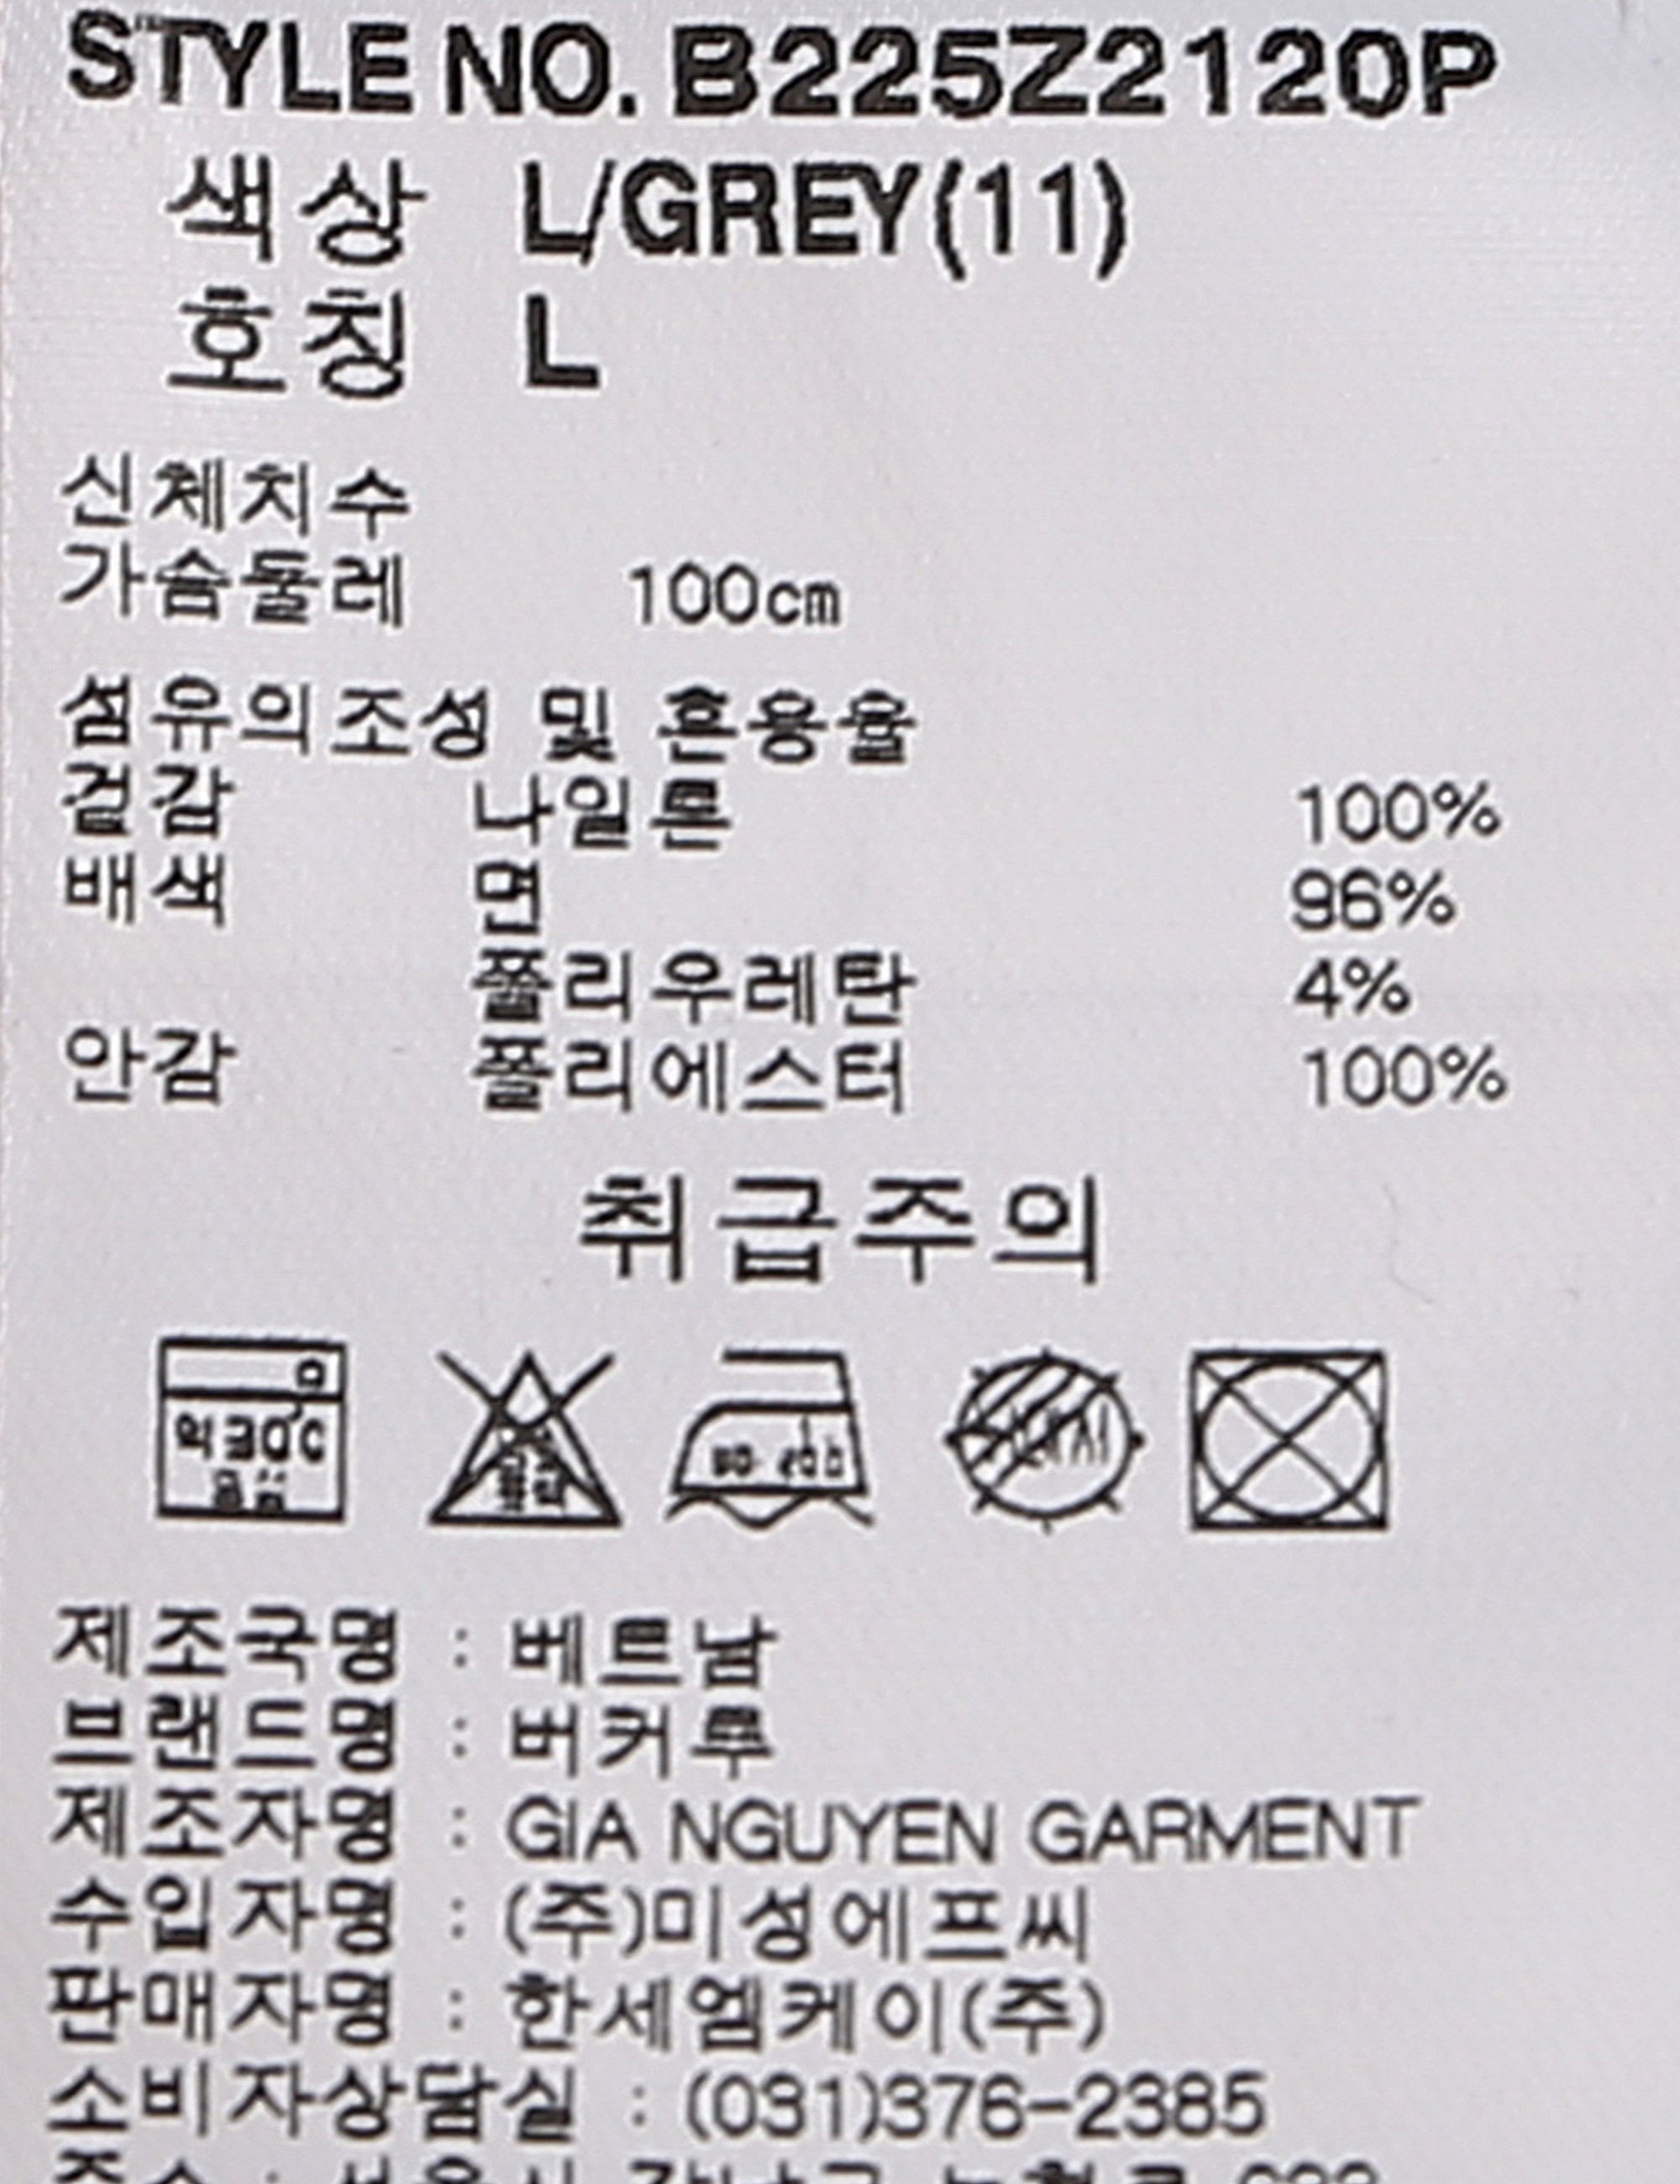 STYLE NO. B225Z2120P
색상 L/GREY(11)
호칭 L
신체치수
가슴둘레 100cm
섬유의조성 및 혼용율
겉감 나일론 100%
배색 면 96%
폴리우레탄 4%
안감 폴리에스터 100%
취급주의
약30℃
중성
제조국명 : 베트남
브랜드명 : 버커루
제조자명 : GIA NGUYEN GARMENT
수입자명 : (주)미성에프씨
판매자명 : 한세엠케이(주)
소비자상담실 : (031)376-2385